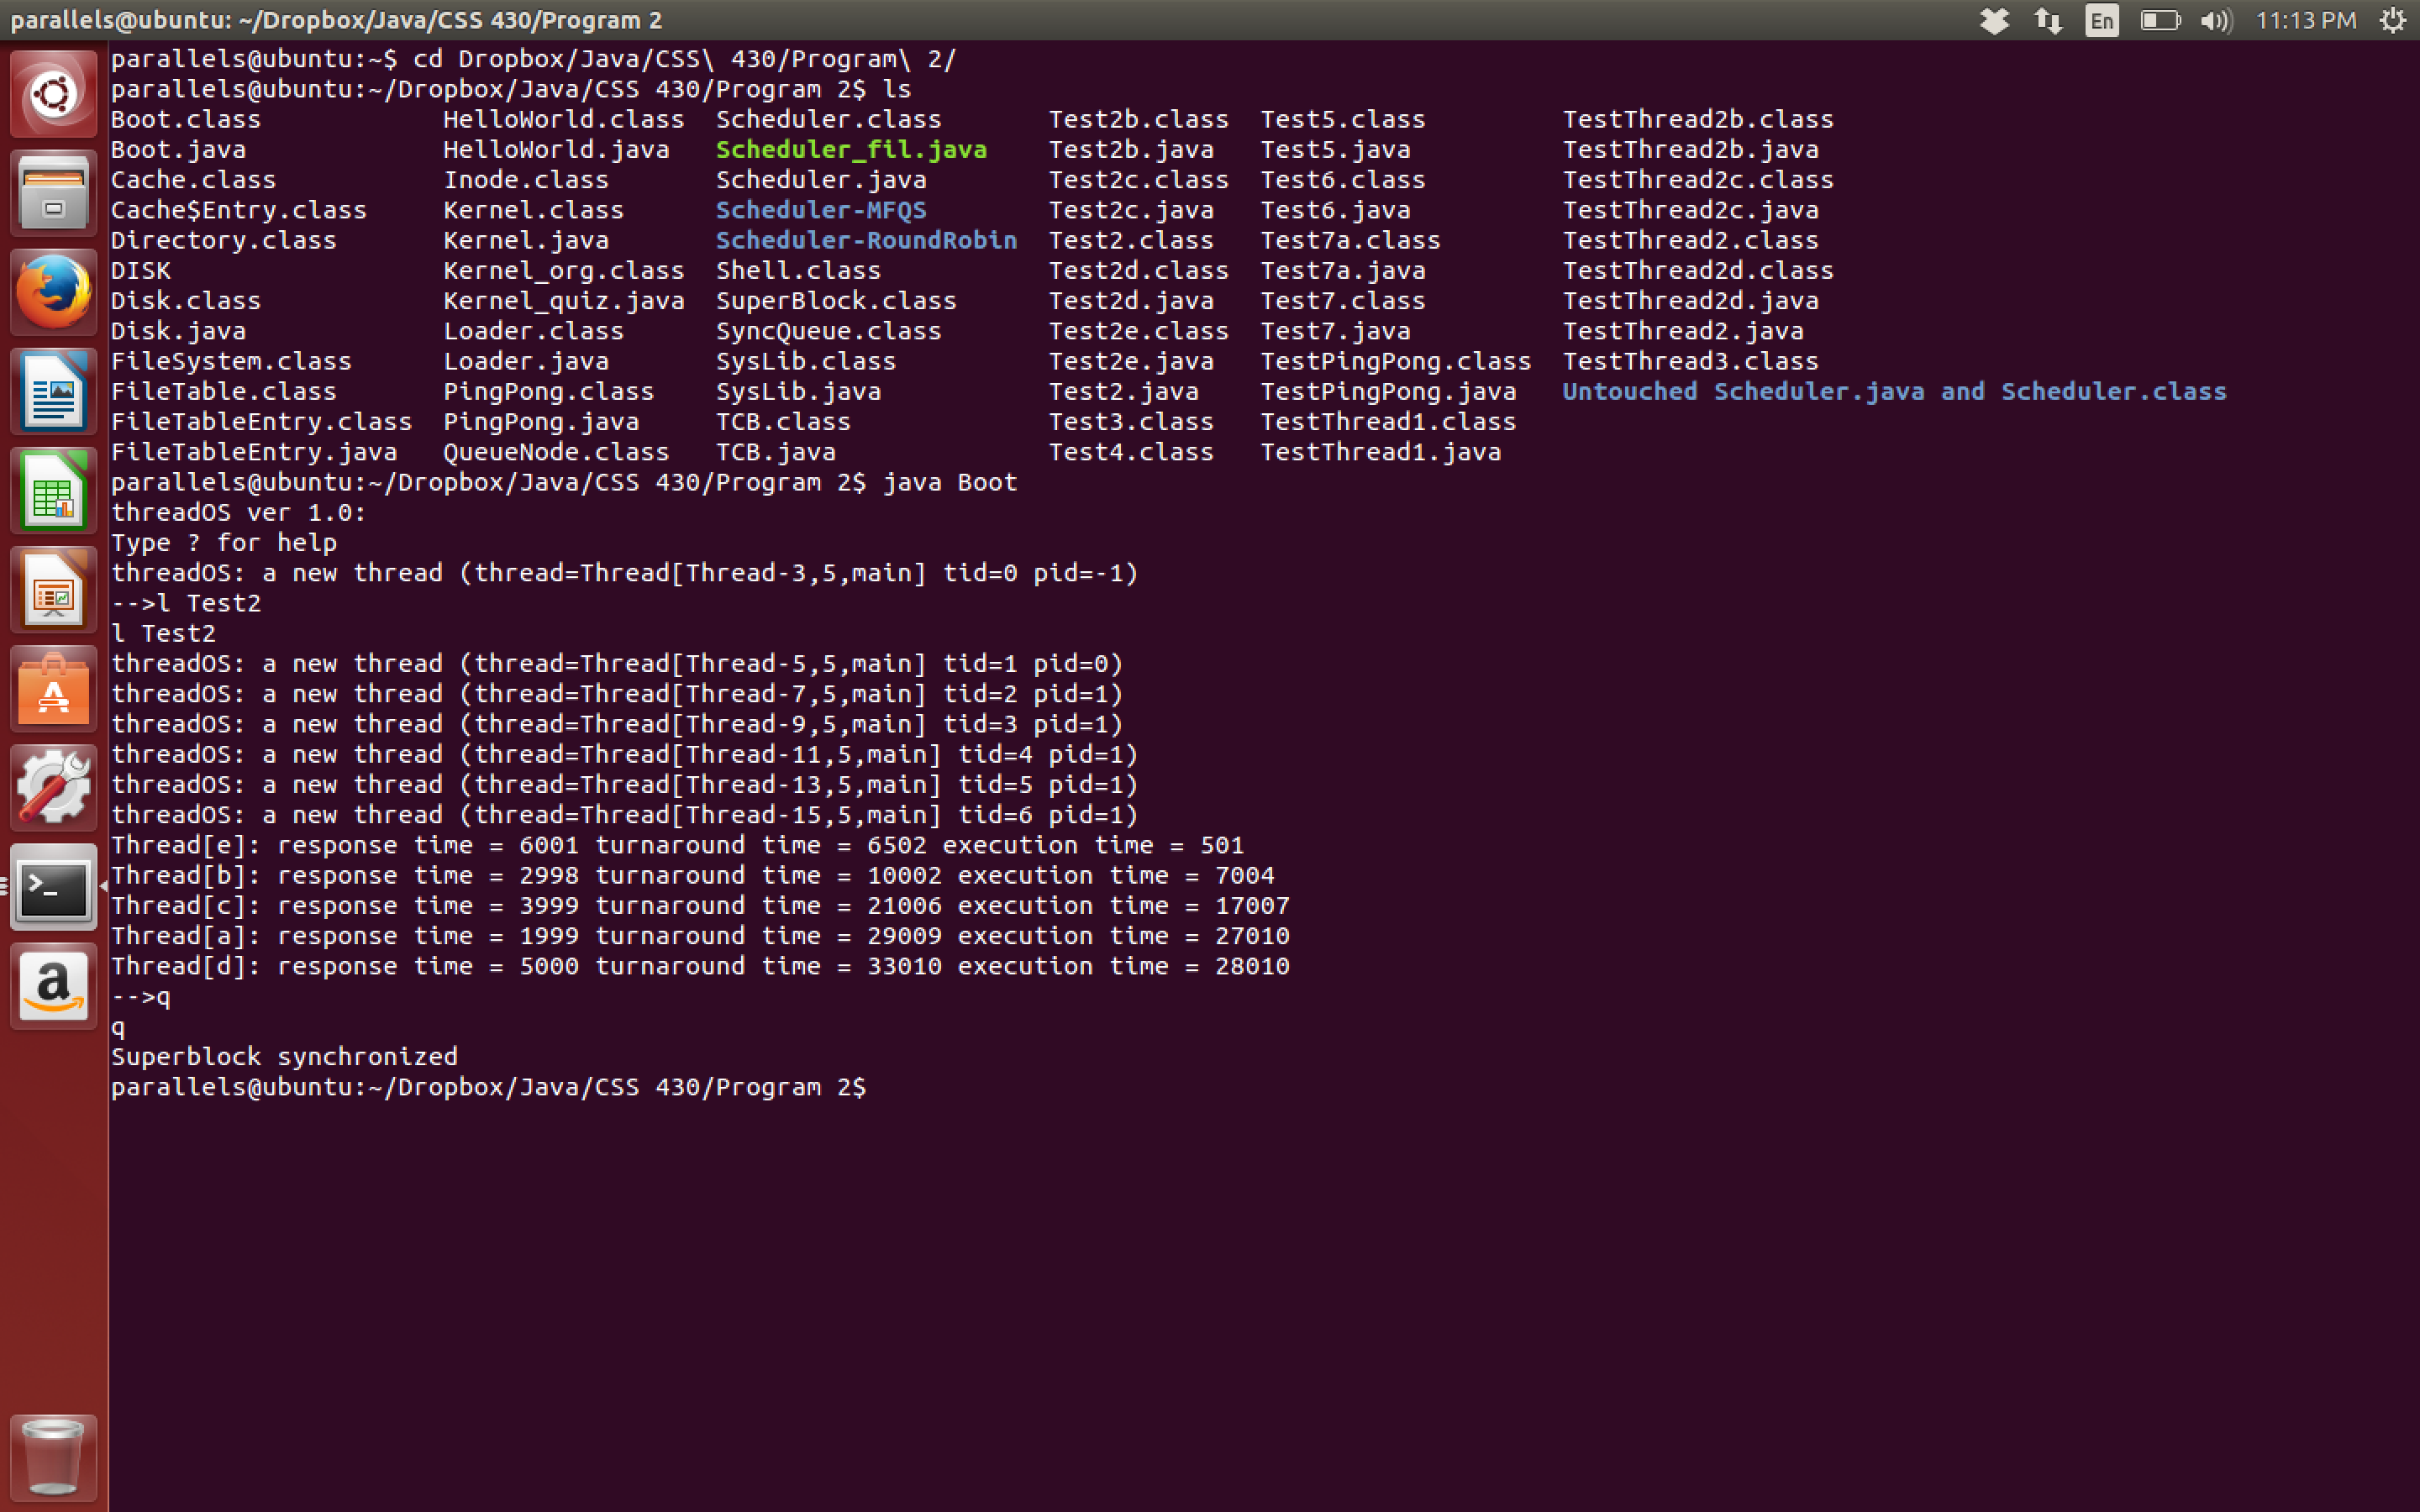 parallels@ubuntu: ~/Dropbox/Java/CSS 430/Program 2 En 11:13 PM
parallels@ubuntu:~$ cd Dropbox/Java/CSS\ 430/Program\ 2/
parallels@ubuntu:~/Dropbox/Java/CSS 430/Program 2$ ls
Boot.class HelloWorld.class Scheduler.class Test2b.class Test5.class TestThread2b.class
Boot.java HelloWorld.java Scheduler_fil.java Test2b.java Test5.java TestThread2b.java
Cache.class Inode.class Scheduler.java Test2c.class Test6.class TestThread2c.class
Cache$Entry.class Kernel.class Scheduler-MFQS Test2c.java Test6.java TestThread2c.java
Directory.class Kernel.java Scheduler-RoundRobin Test2.class Test7a.class TestThread2.class
DISK Kernel_org.class Shell.class Test2d.class Test7a.java TestThread2d.class
Disk.class Kernel_quiz.java SuperBlock.class Test2d.java Test7.class TestThread2d.java
Disk.java Loader.class SyncQueue.class Test2e.class Test7.java TestThread2.java
FileSystem.class Loader.java SysLib.class Test2e.java TestPingPong.class TestThread3.class
FileTable.class PingPong.class SysLib.java Test2.java TestPingPong.java Untouched Scheduler.java and Scheduler.class
FileTableEntry.class PingPong.java TCB.class Test3.class TestThread1.class
FileTableEntry.java QueueNode.class TCB.java Test4.class TestThread1.java
parallels@ubuntu:~/Dropbox/Java/CSS 430/Program 2$ java Boot
threadOS ver 1.0:
Type ? for help
threadOS: a new thread (thread=Thread[Thread-3,5,main] tid=0 pid=-1)
-->l Test2
l Test2
threadOS: a new thread (thread=Thread[Thread-5,5,main] tid=1 pid=0)
threadOS: a new thread (thread=Thread[Thread-7,5,main] tid=2 pid=1)
threadOS: a new thread (thread=Thread[Thread-9,5,main] tid=3 pid=1)
threadOS: a new thread (thread=Thread[Thread-11,5,main] tid=4 pid=1)
threadOS: a new thread (thread=Thread[Thread-13,5,main] tid=5 pid=1)
threadOS: a new thread (thread=Thread[Thread-15,5,main] tid=6 pid=1)
Thread[e]: response time = 6001 turnaround time = 6502 execution time = 501
Thread[b]: response time = 2998 turnaround time = 10002 execution time = 7004
Thread[c]: response time = 3999 turnaround time = 21006 execution time = 17007
Thread[a]: response time = 1999 turnaround time = 29009 execution time = 27010
Thread[d]: response time = 5000 turnaround time = 33010 execution time = 28010
-->q
q
Superblock synchronized
parallels@ubuntu:~/Dropbox/Java/CSS 430/Program 2$